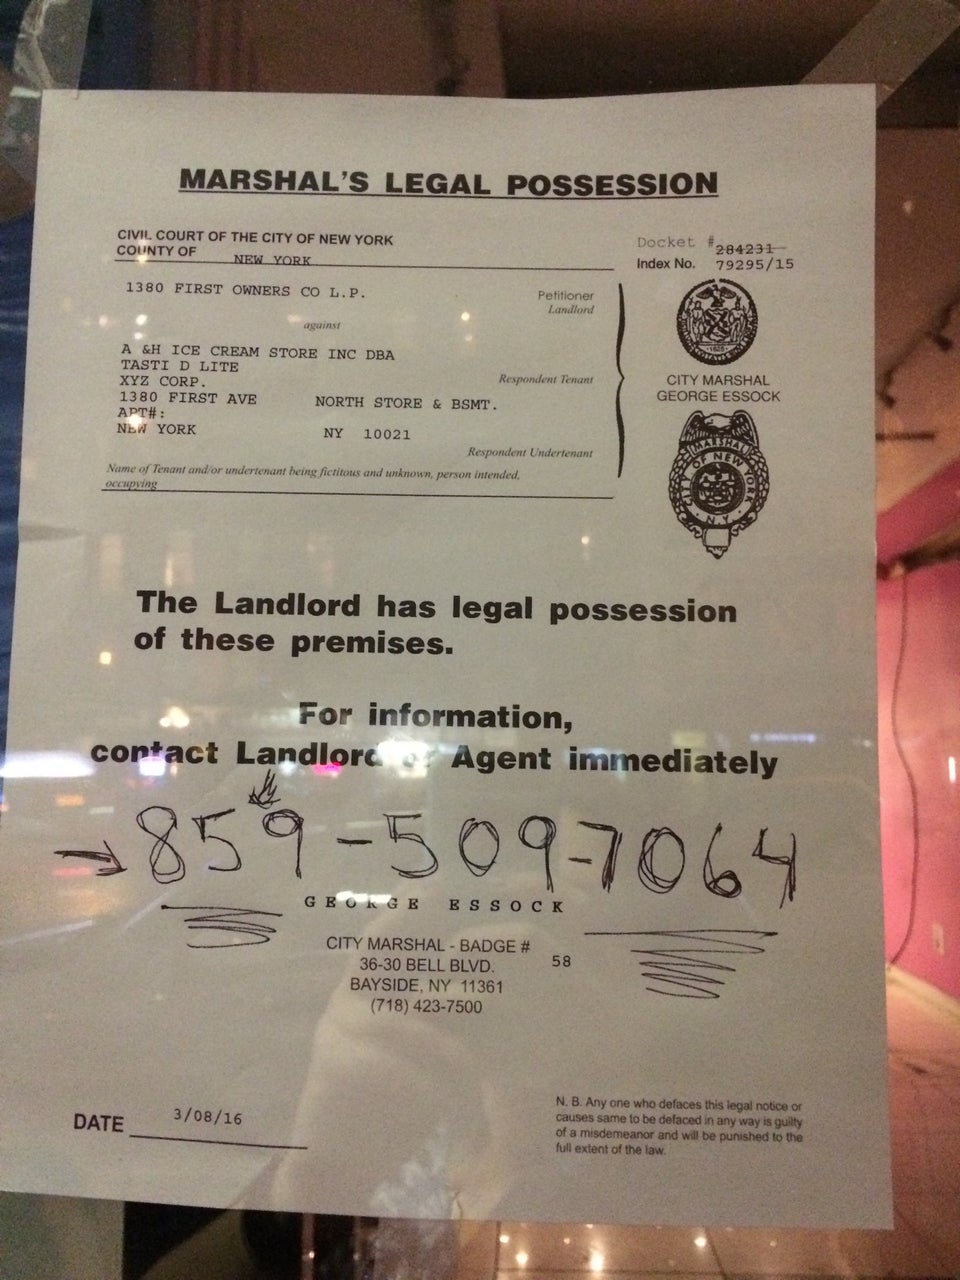 MARSHAL'S LEGAL POSSESSION
CIVIL COURT OF THE CITY OF NEW YORK
COUNTY OF NEW YORK
Docket # 284231
Index No. 79295/15
1380 FIRST OWNERS CO L.P.
Petitioner
Landlord
against
A &H ICE CREAM STORE INC DBA
TASTI D LITE
XYZ CORP.
Respondent Tenant
1380 FIRST AVE NORTH STORE & BSMT.
APT#:
NEW YORK NY 10021
Respondent Undertenant
Name of Tenant and/or undertenant being fictitous and unknown, person intended,
occupying
CITY MARSHAL
GEORGE ESSOCK
MARSHAL
CITY OF NEW YORK
N.Y.
The Landlord has legal possession
of these premises.
For information,
contact Landlord or Agent immediately
859-509-7064
GEORGE ESSOCK
CITY MARSHAL - BADGE # 58
36-30 BELL BLVD.
BAYSIDE, NY 11361
(718) 423-7500
DATE 3/08/16
N. B. Any one who defaces this legal notice or
causes same to be defaced in any way is guilty
of a misdemeanor and will be punished to the
full extent of the law.